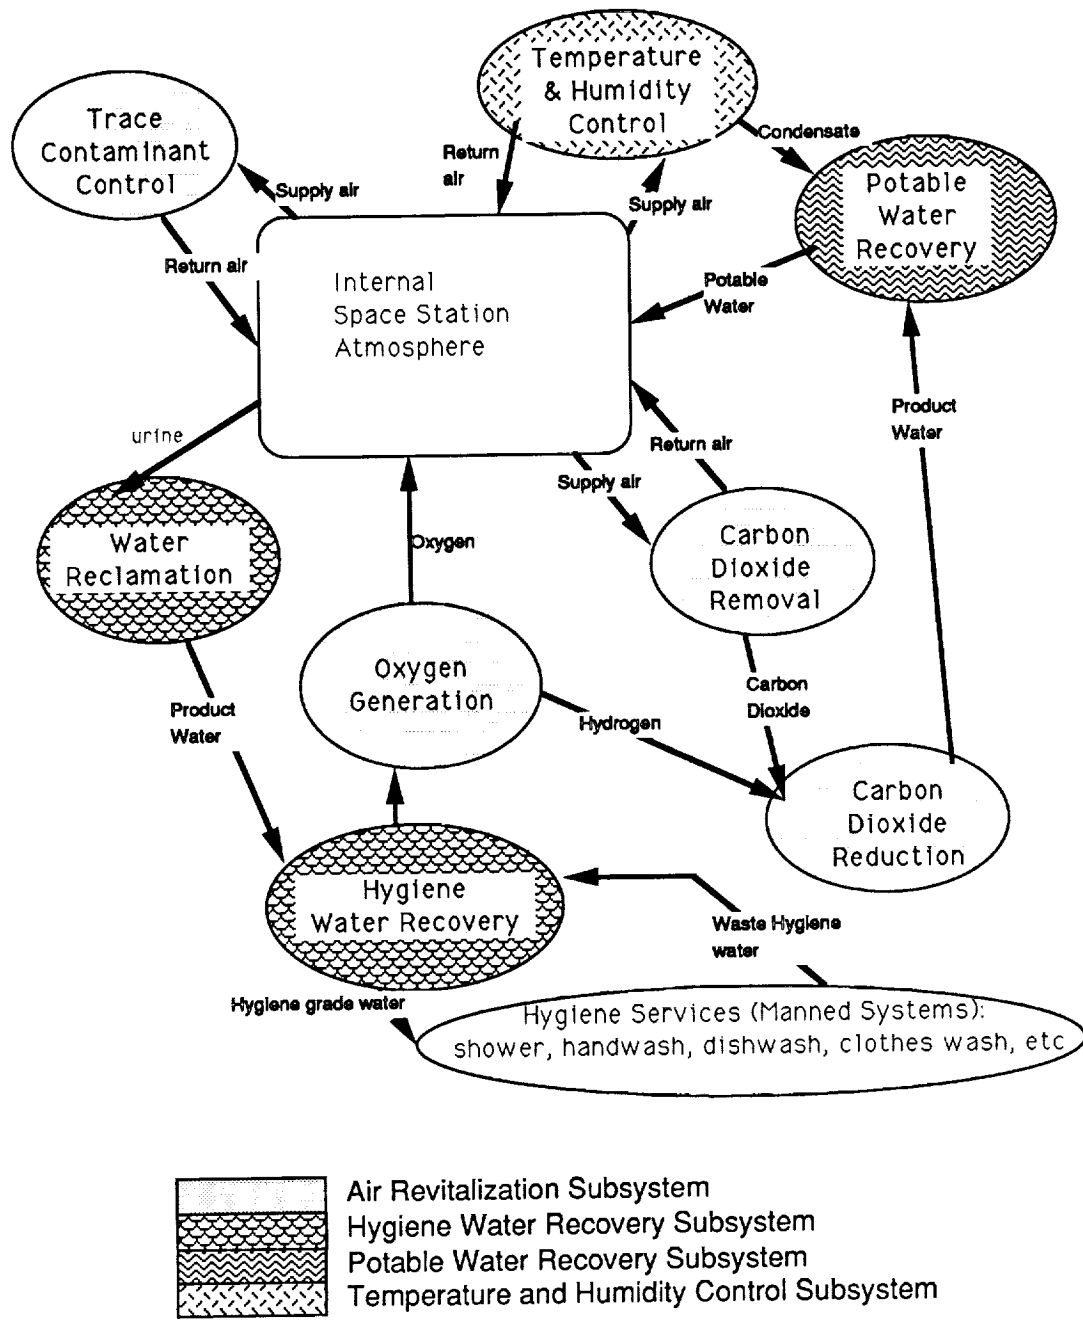 Temperature
& Humidity
Control
Trace
Contaminant
Control
Condensate
Return
air
Supply air
Supply air
Potable
Water
Recovery
Return air
Internal
Space Station
Atmosphere
Potable
Water
urine
Return air
Product
Water
Supply air
Water
Reclamation
Oxygen
Carbon
Dioxide
Removal
Oxygen
Generation
Product
Water
Hydrogen
Carbon
Dioxide
Carbon
Dioxide
Reduction
Hygiene
Water Recovery
Waste Hygiene
water
Hygiene grade water
Hygiene Services (Manned Systems):
shower, handwash, dishwash, clothes wash, etc
Air Revitalization Subsystem
Hygiene Water Recovery Subsystem
Potable Water Recovery Subsystem
Temperature and Humidity Control Subsystem